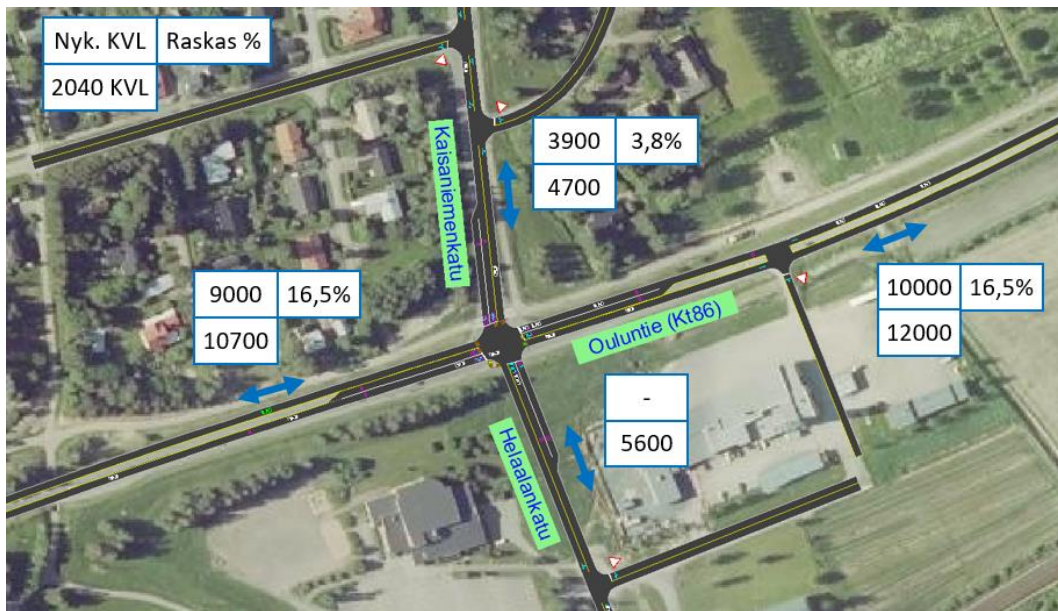 Nyk. KVL Raskas %
2040 KVL
3900 3,8%
4700
Kaisaniemenkatu
9000 16,5%
10700
10000 16,5%
12000
Ouluntie (Kt86)
-
5600
Helaalankatu